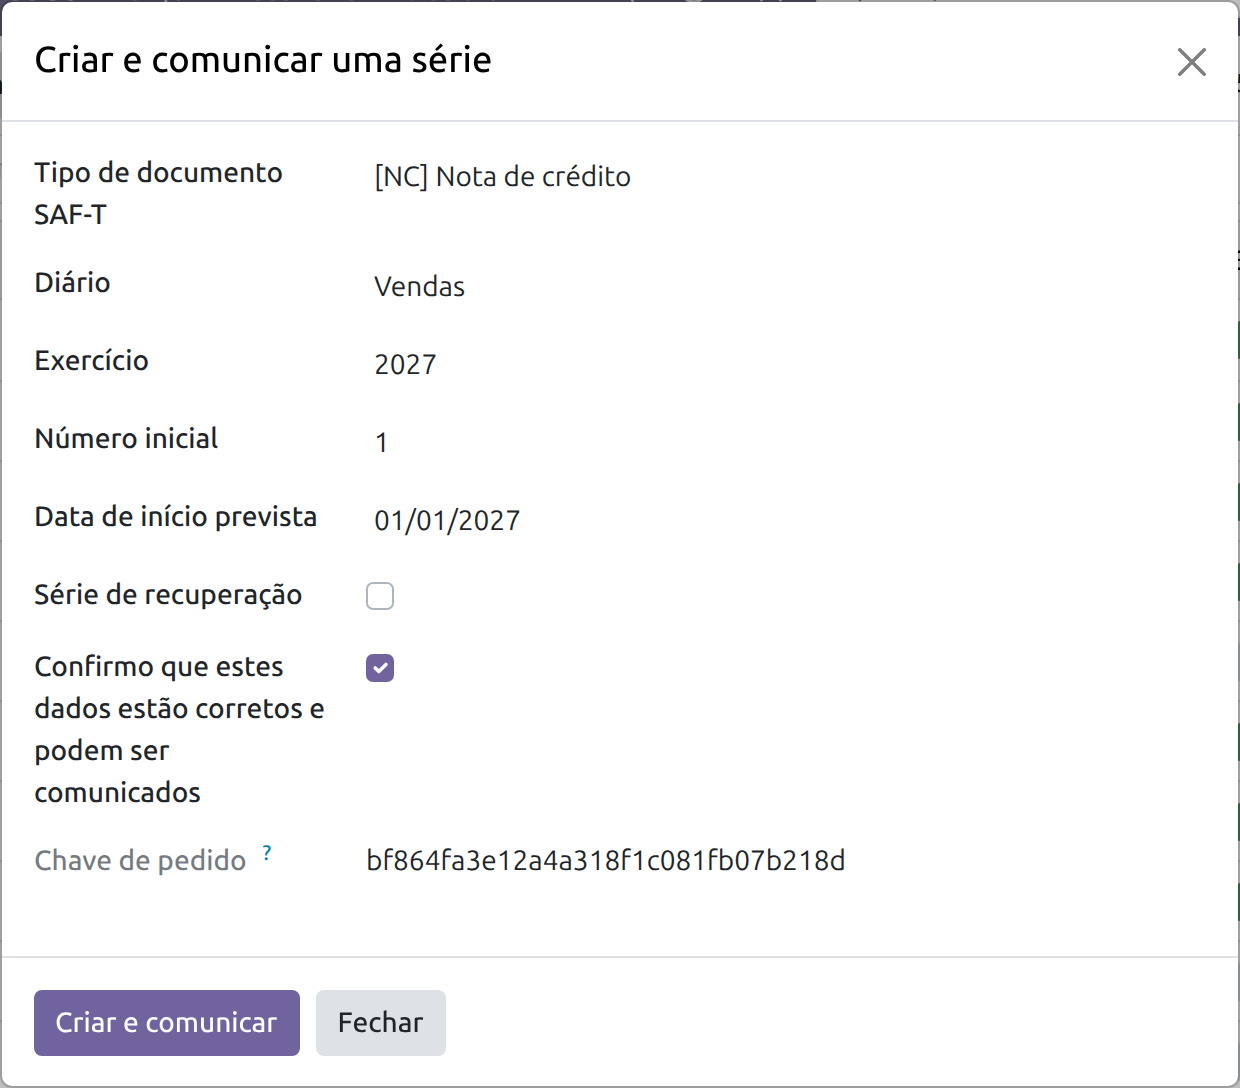 Criar e comunicar uma série
Tipo de documento
SAF-T
[NC] Nota de crédito
Diário
Vendas
Exercício
2027
Número inicial
1
Data de início prevista
01/01/2027
Série de recuperação
Confirmo que estes
dados estão corretos e
podem ser
comunicados
Chave de pedido ?
bf864fa3e12a4a318f1c081fb07b218d
Criar e comunicar
Fechar